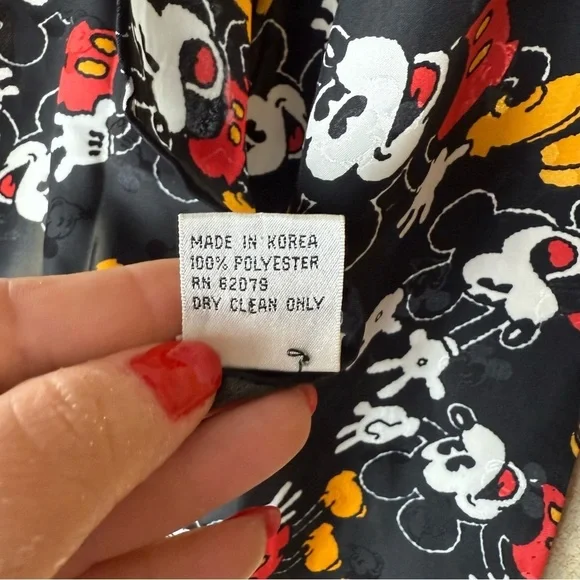 MADE IN KOREA
100% POLYESTER
RN 62079
DRY CLEAN ONLY